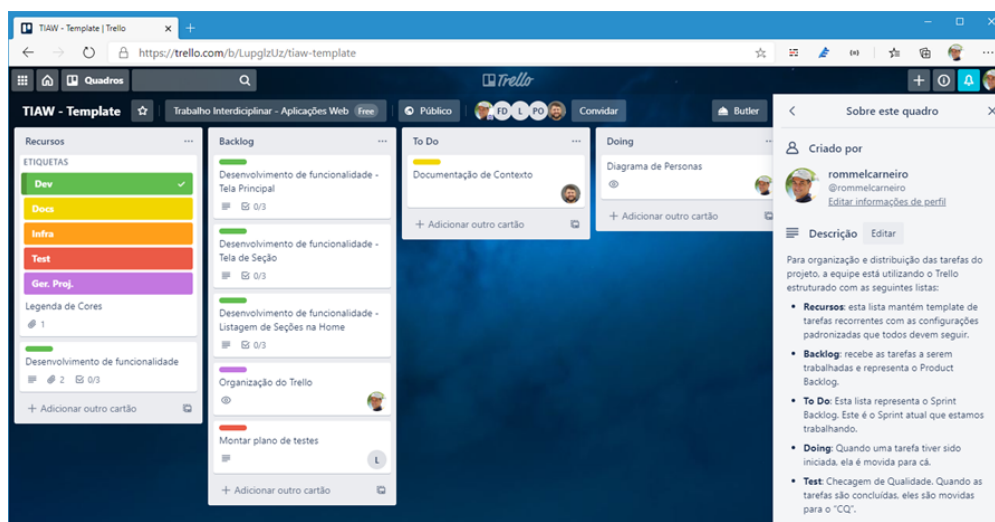 TIAW - Template | Trello
https://trello.com/b/LupglzUz/tiaw-template
Quadros
Trello
TIAW - Template
Trabalho Interdiciplinar - Aplicações Web Free
Público
FD
L
PO
Convidar
Butler
Recursos
ETIQUETAS
Dev
Docs
Infra
Test
Ger. Proj.
Legenda de Cores
1
Desenvolvimento de funcionalidade
2 0/3
+ Adicionar outro cartão
Backlog
Desenvolvimento de funcionalidade -
Tela Principal
0/3
Desenvolvimento de funcionalidade -
Tela de Seção
0/3
Desenvolvimento de funcionalidade -
Listagem de Seções na Home
0/3
Organização do Trello
Montar plano de testes
L
+ Adicionar outro cartão
To Do
Documentação de Contexto
+ Adicionar outro cartão
Doing
Diagrama de Personas
+ Adicionar outro cartão
Sobre este quadro
Criado por
rommelcarneiro
@rommelcarneiro
Editar informações de perfil
Descrição Editar
Para organização e distribuição das tarefas do
projeto, a equipe está utilizando o Trello
estruturado com as seguintes listas:
• Recursos: esta lista mantém template de
tarefas recorrentes com as configurações
padronizadas que todos devem seguir.
• Backlog: recebe as tarefas a serem
trabalhadas e representa o Product
Backlog.
• To Do: Esta lista representa o Sprint
Backlog. Este é o Sprint atual que estamos
trabalhando.
• Doing: Quando uma tarefa tiver sido
iniciada, ela é movida para cá.
• Test: Checagem de Qualidade. Quando as
tarefas são concluídas, eles são movidas
para o "CQ".